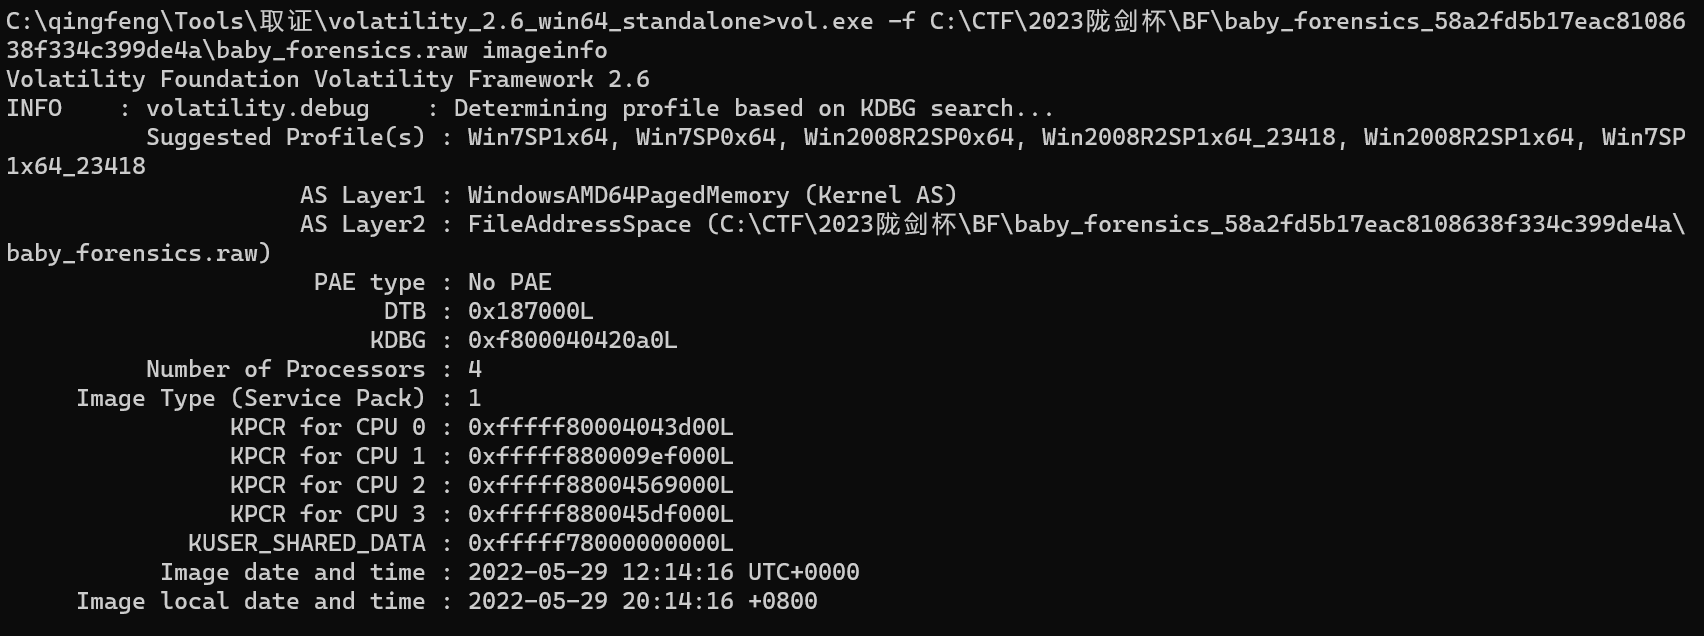 C:\qingfeng\Tools\取证\volatility_2.6_win64_standalone>vol.exe -f C:\CTF\2023陇剑杯\BF\baby_forensics_58a2fd5b17eac81086
38f334c399de4a\baby_forensics.raw imageinfo
Volatility Foundation Volatility Framework 2.6
INFO    : volatility.debug    : Determining profile based on KDBG search...
          Suggested Profile(s) : Win7SP1x64, Win7SP0x64, Win2008R2SP0x64, Win2008R2SP1x64_23418, Win2008R2SP1x64, Win7SP
1x64_23418
                     AS Layer1 : WindowsAMD64PagedMemory (Kernel AS)
                     AS Layer2 : FileAddressSpace (C:\CTF\2023陇剑杯\BF\baby_forensics_58a2fd5b17eac8108638f334c399de4a\
baby_forensics.raw)
                      PAE type : No PAE
                           DTB : 0x187000L
                          KDBG : 0xf800040420a0L
          Number of Processors : 4
     Image Type (Service Pack) : 1
                KPCR for CPU 0 : 0xfffff80004043d00L
                KPCR for CPU 1 : 0xfffff880009ef000L
                KPCR for CPU 2 : 0xfffff88004569000L
                KPCR for CPU 3 : 0xfffff880045df000L
             KUSER_SHARED_DATA : 0xfffff78000000000L
           Image date and time : 2022-05-29 12:14:16 UTC+0000
     Image local date and time : 2022-05-29 20:14:16 +0800